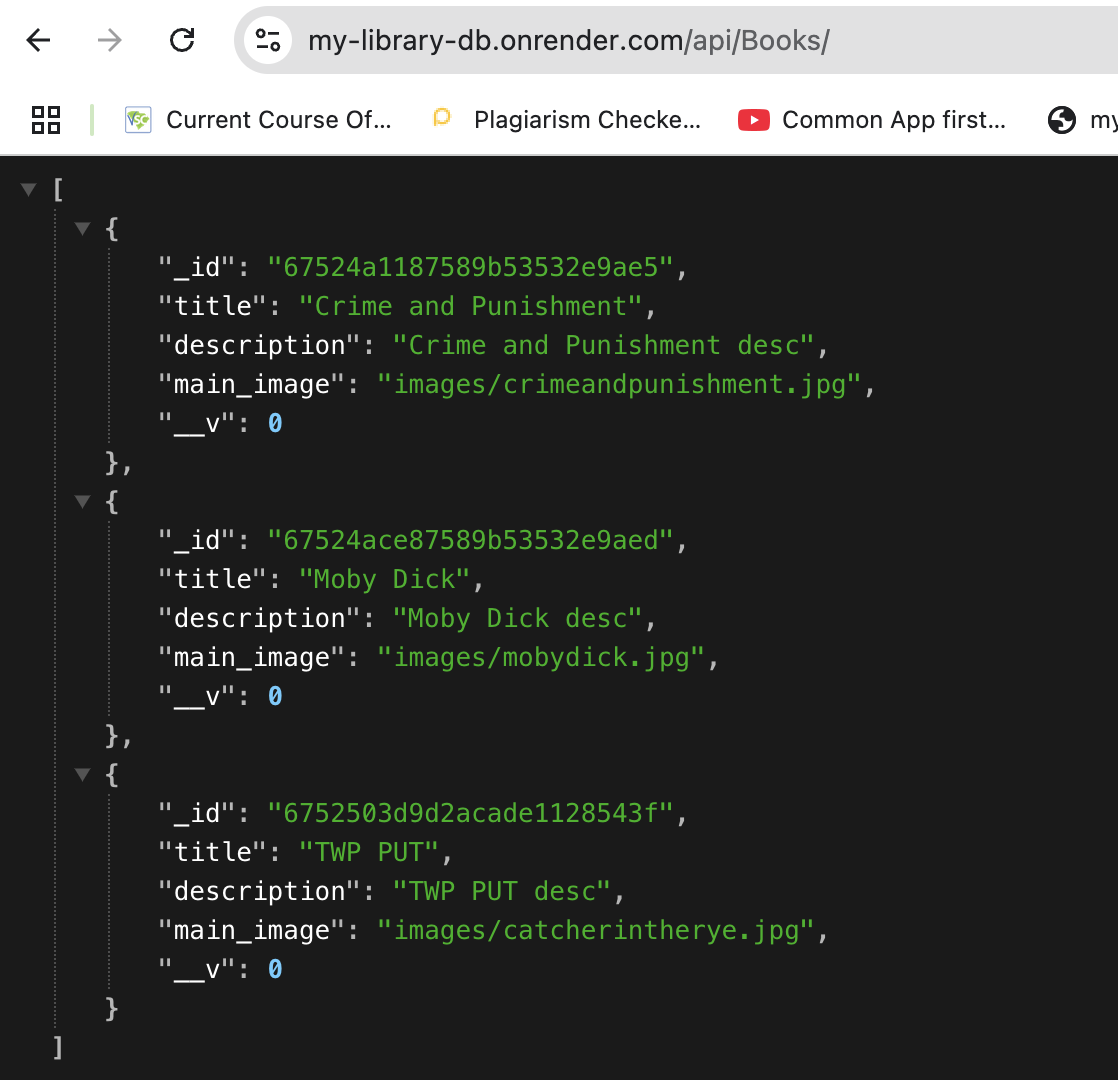 my-library-db.onrender.com/api/Books/
Current Course Of... Plagiarism Checke... Common App first... my
[
{
"_id": "67524a1187589b53532e9ae5",
"title": "Crime and Punishment",
"description": "Crime and Punishment desc",
"main_image": "images/crimeandpunishment.jpg",
"__v": 0
},
{
"_id": "67524ace87589b53532e9aed",
"title": "Moby Dick",
"description": "Moby Dick desc",
"main_image": "images/mobydick.jpg",
"__v": 0
},
{
"_id": "6752503d9d2acade1128543f",
"title": "TWP PUT",
"description": "TWP PUT desc",
"main_image": "images/catcherintherye.jpg",
"__v": 0
}
]